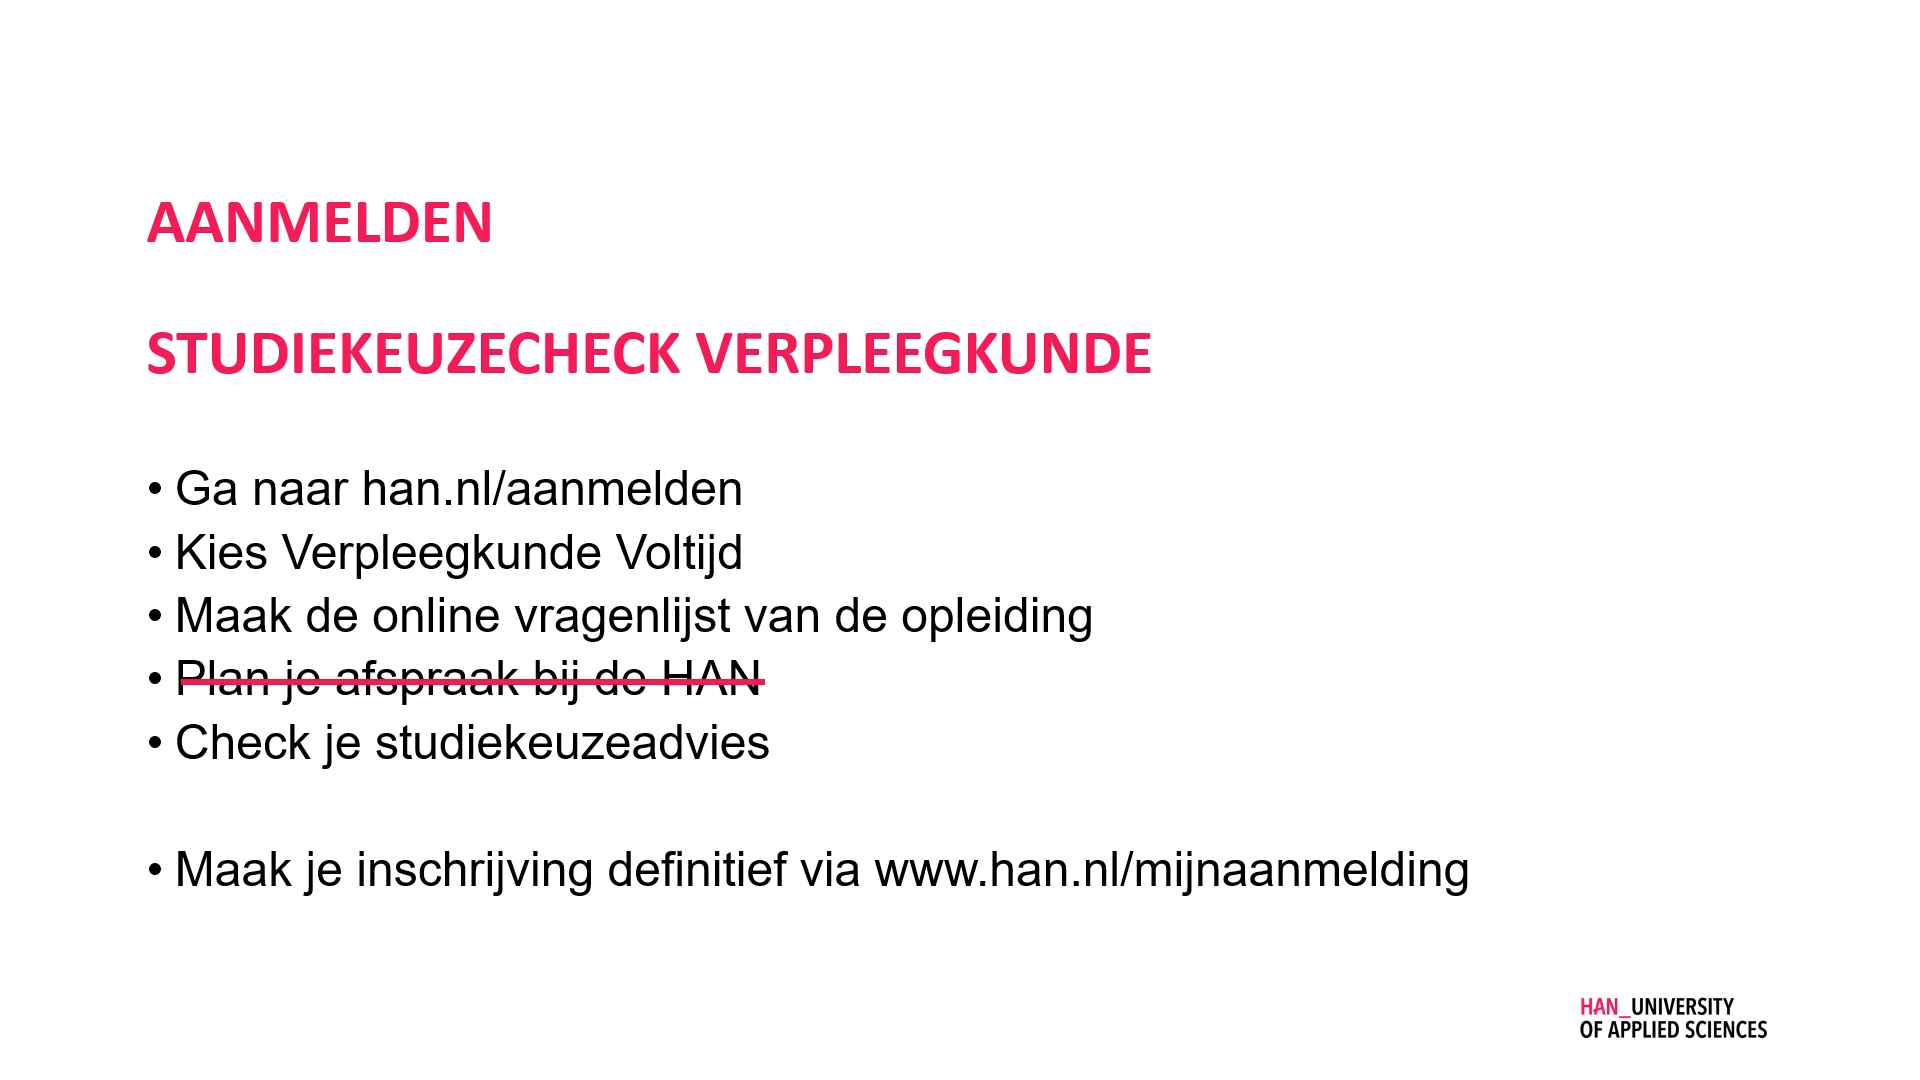 AANMELDEN
STUDIEKEUZECHECK VERPLEEGKUNDE
• Ga naar han.nl/aanmelden
• Kies Verpleegkunde Voltijd
• Maak de online vragenlijst van de opleiding
• Plan je afspraak bij de HAN
• Check je studiekeuzeadvies
• Maak je inschrijving definitief via www.han.nl/mijnaanmelding
HAN_UNIVERSITY
OF APPLIED SCIENCES